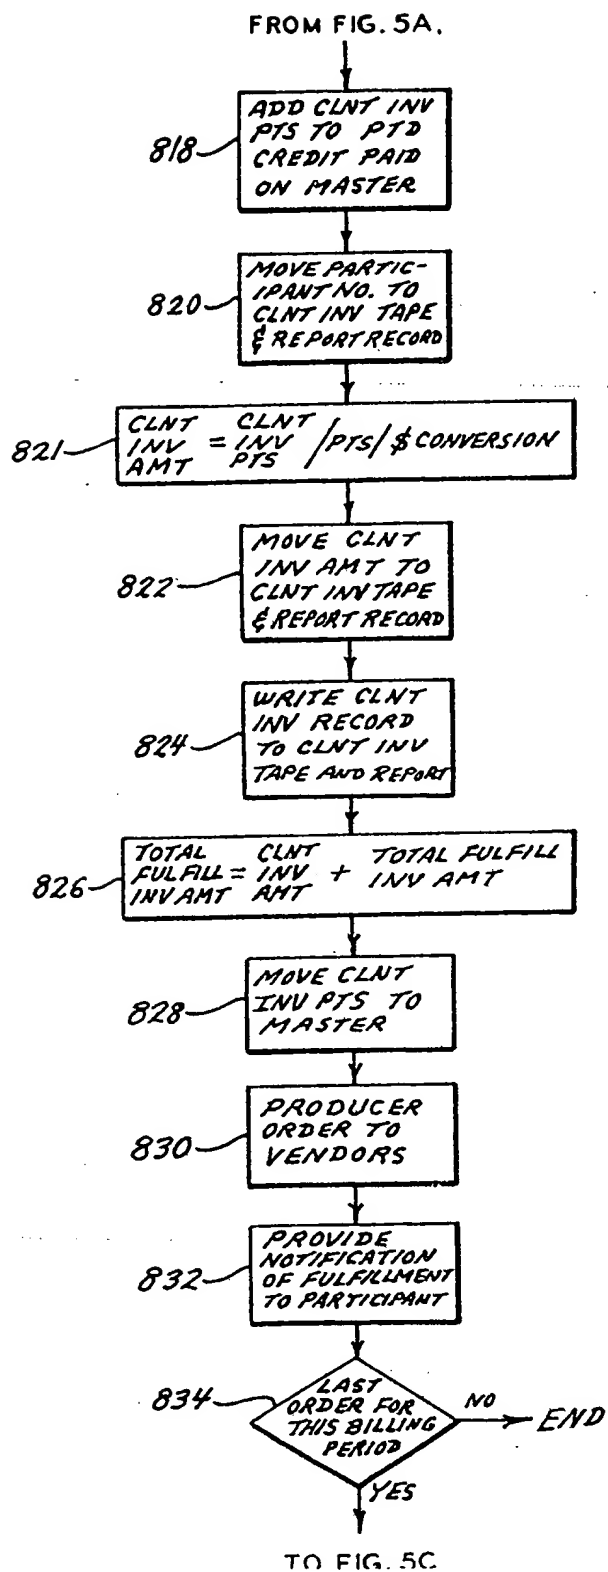 FROM FIG. 5A.
818
ADD CLNT INV
PTS TO PTD
CREDIT PAID
ON MASTER
820
MOVE PARTIC-
IPANT NO. TO
CLNT INV TAPE
& REPORT RECORD
821
CLNT CLNT
INV = INV / PTS / $ CONVERSION
AMT PTS
822
MOVE CLNT
INV AMT TO
CLNT INV TAPE
& REPORT RECORD
824
WRITE CLNT
INV RECORD
TO CLNT INV
TAPE AND REPORT
826
TOTAL CLNT TOTAL FULFILL
FULFILL = INV + INV AMT
INV AMT AMT
828
MOVE CLNT
INV PTS TO
MASTER
830
PRODUCER
ORDER TO
VENDORS
832
PROVIDE
NOTIFICATION
OF FULFILLMENT
TO PARTICIPANT
834
LAST
ORDER FOR
THIS BILLING
PERIOD
NO
END
YES
TO FIG. 5C